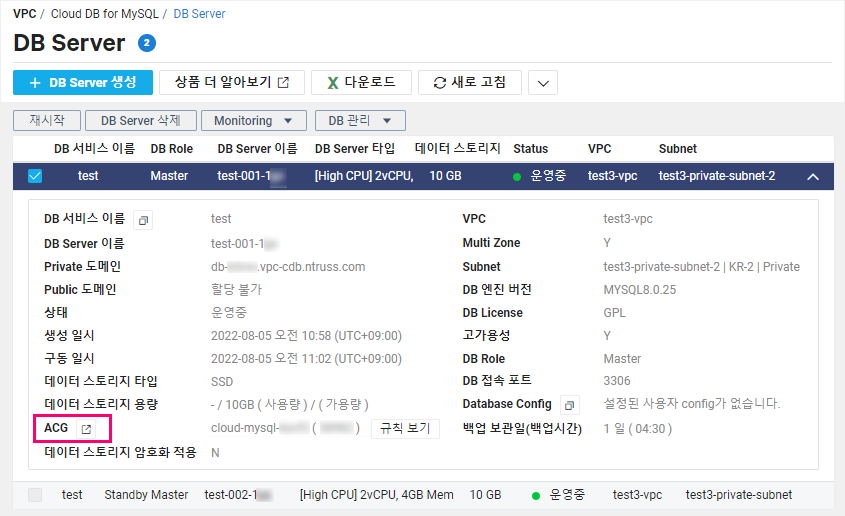 VPC / Cloud DB for MySQL / DB Server
DB Server 2
+ DB Server 생성 상품 더 알아보기 다운로드 새로 고침
재시작 DB Server 삭제 Monitoring DB 관리
DB 서비스 이름 DB Role DB Server 이름 DB Server 타입 데이터 스토리지 Status VPC Subnet
test Master test-001-1 [High CPU] 2vCPU, 10 GB 운영중 test3-vpc test3-private-subnet-2
DB 서비스 이름 test VPC test3-vpc
DB Server 이름 test-001-1 Multi Zone Y
Private 도메인 db- .vpc-cdb.ntruss.com Subnet test3-private-subnet-2 | KR-2 | Private
Public 도메인 할당 불가 DB 엔진 버전 MYSQL8.0.25
상태 운영중 DB License GPL
생성 일시 2022-08-05 오전 10:58 (UTC+09:00) 고가용성 Y
구동 일시 2022-08-05 오전 11:02 (UTC+09:00) DB Role Master
데이터 스토리지 타입 SSD DB 접속 포트 3306
데이터 스토리지 용량 - / 10GB ( 사용량 ) / ( 가용량 ) Database Config 설정된 사용자 config가 없습니다.
ACG cloud-mysql- ( ) 규칙 보기 백업 보관일(백업시간) 1 일 ( 04:30 )
데이터 스토리지 암호화 적용 N
test Standby Master test-002-1 [High CPU] 2vCPU, 4GB Mem 10 GB 운영중 test3-vpc test3-private-subnet